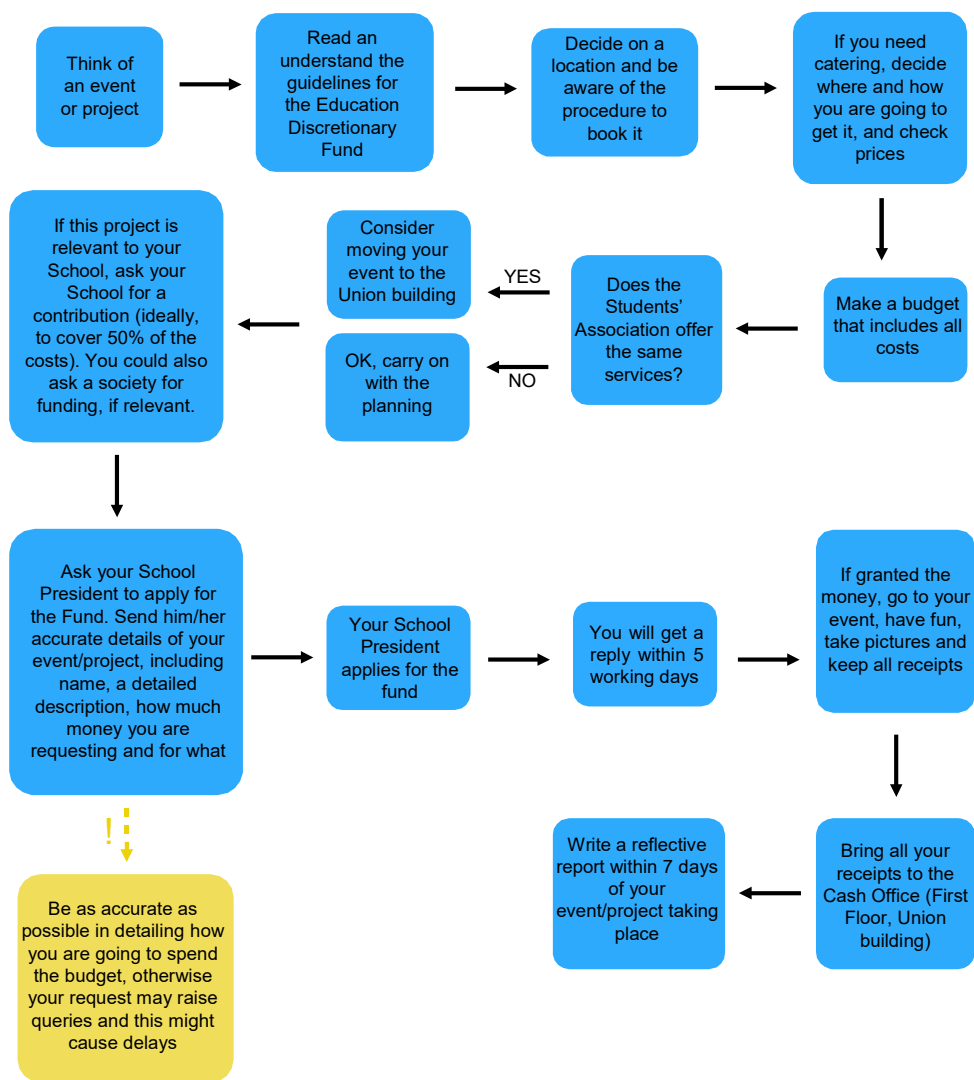 Think of
an event
or project
Read an
understand the
guidelines for
the Education
Discretionary
Fund
Decide on a
location and be
aware of the
procedure to
book it
If you need
catering, decide
where and how
you are going to
get it, and check
prices
Make a budget
that includes all
costs
Does the
Students’
Association offer
the same
services?
YES
Consider
moving your
event to the
Union building
NO
OK, carry on
with the
planning
If this project is
relevant to your
School, ask your
School for a
contribution (ideally,
to cover 50% of the
costs). You could also
ask a society for
funding, if relevant.
Ask your School
President to apply for
the Fund. Send him/her
accurate details of your
event/project, including
name, a detailed
description, how much
money you are
requesting and for what
!
Be as accurate as
possible in detailing how
you are going to spend
the budget, otherwise
your request may raise
queries and this might
cause delays
Your School
President
applies for the
fund
You will get a
reply within 5
working days
If granted the
money, go to your
event, have fun,
take pictures and
keep all receipts
Bring all your
receipts to the
Cash Office (First
Floor, Union
building)
Write a reflective
report within 7 days
of your
event/project taking
place